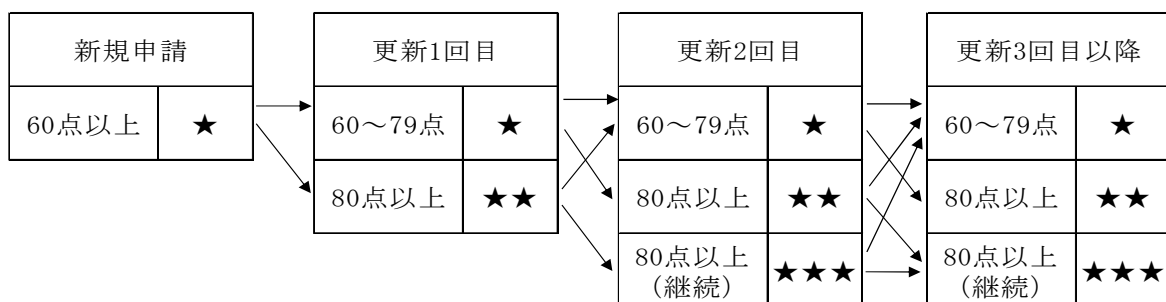 新規申請
60点以上 ★
更新1回目
60～79点 ★
80点以上 ★★
更新2回目
60～79点 ★
80点以上 ★★
80点以上
（継続） ★★★
更新3回目以降
60～79点 ★
80点以上 ★★
80点以上
（継続） ★★★